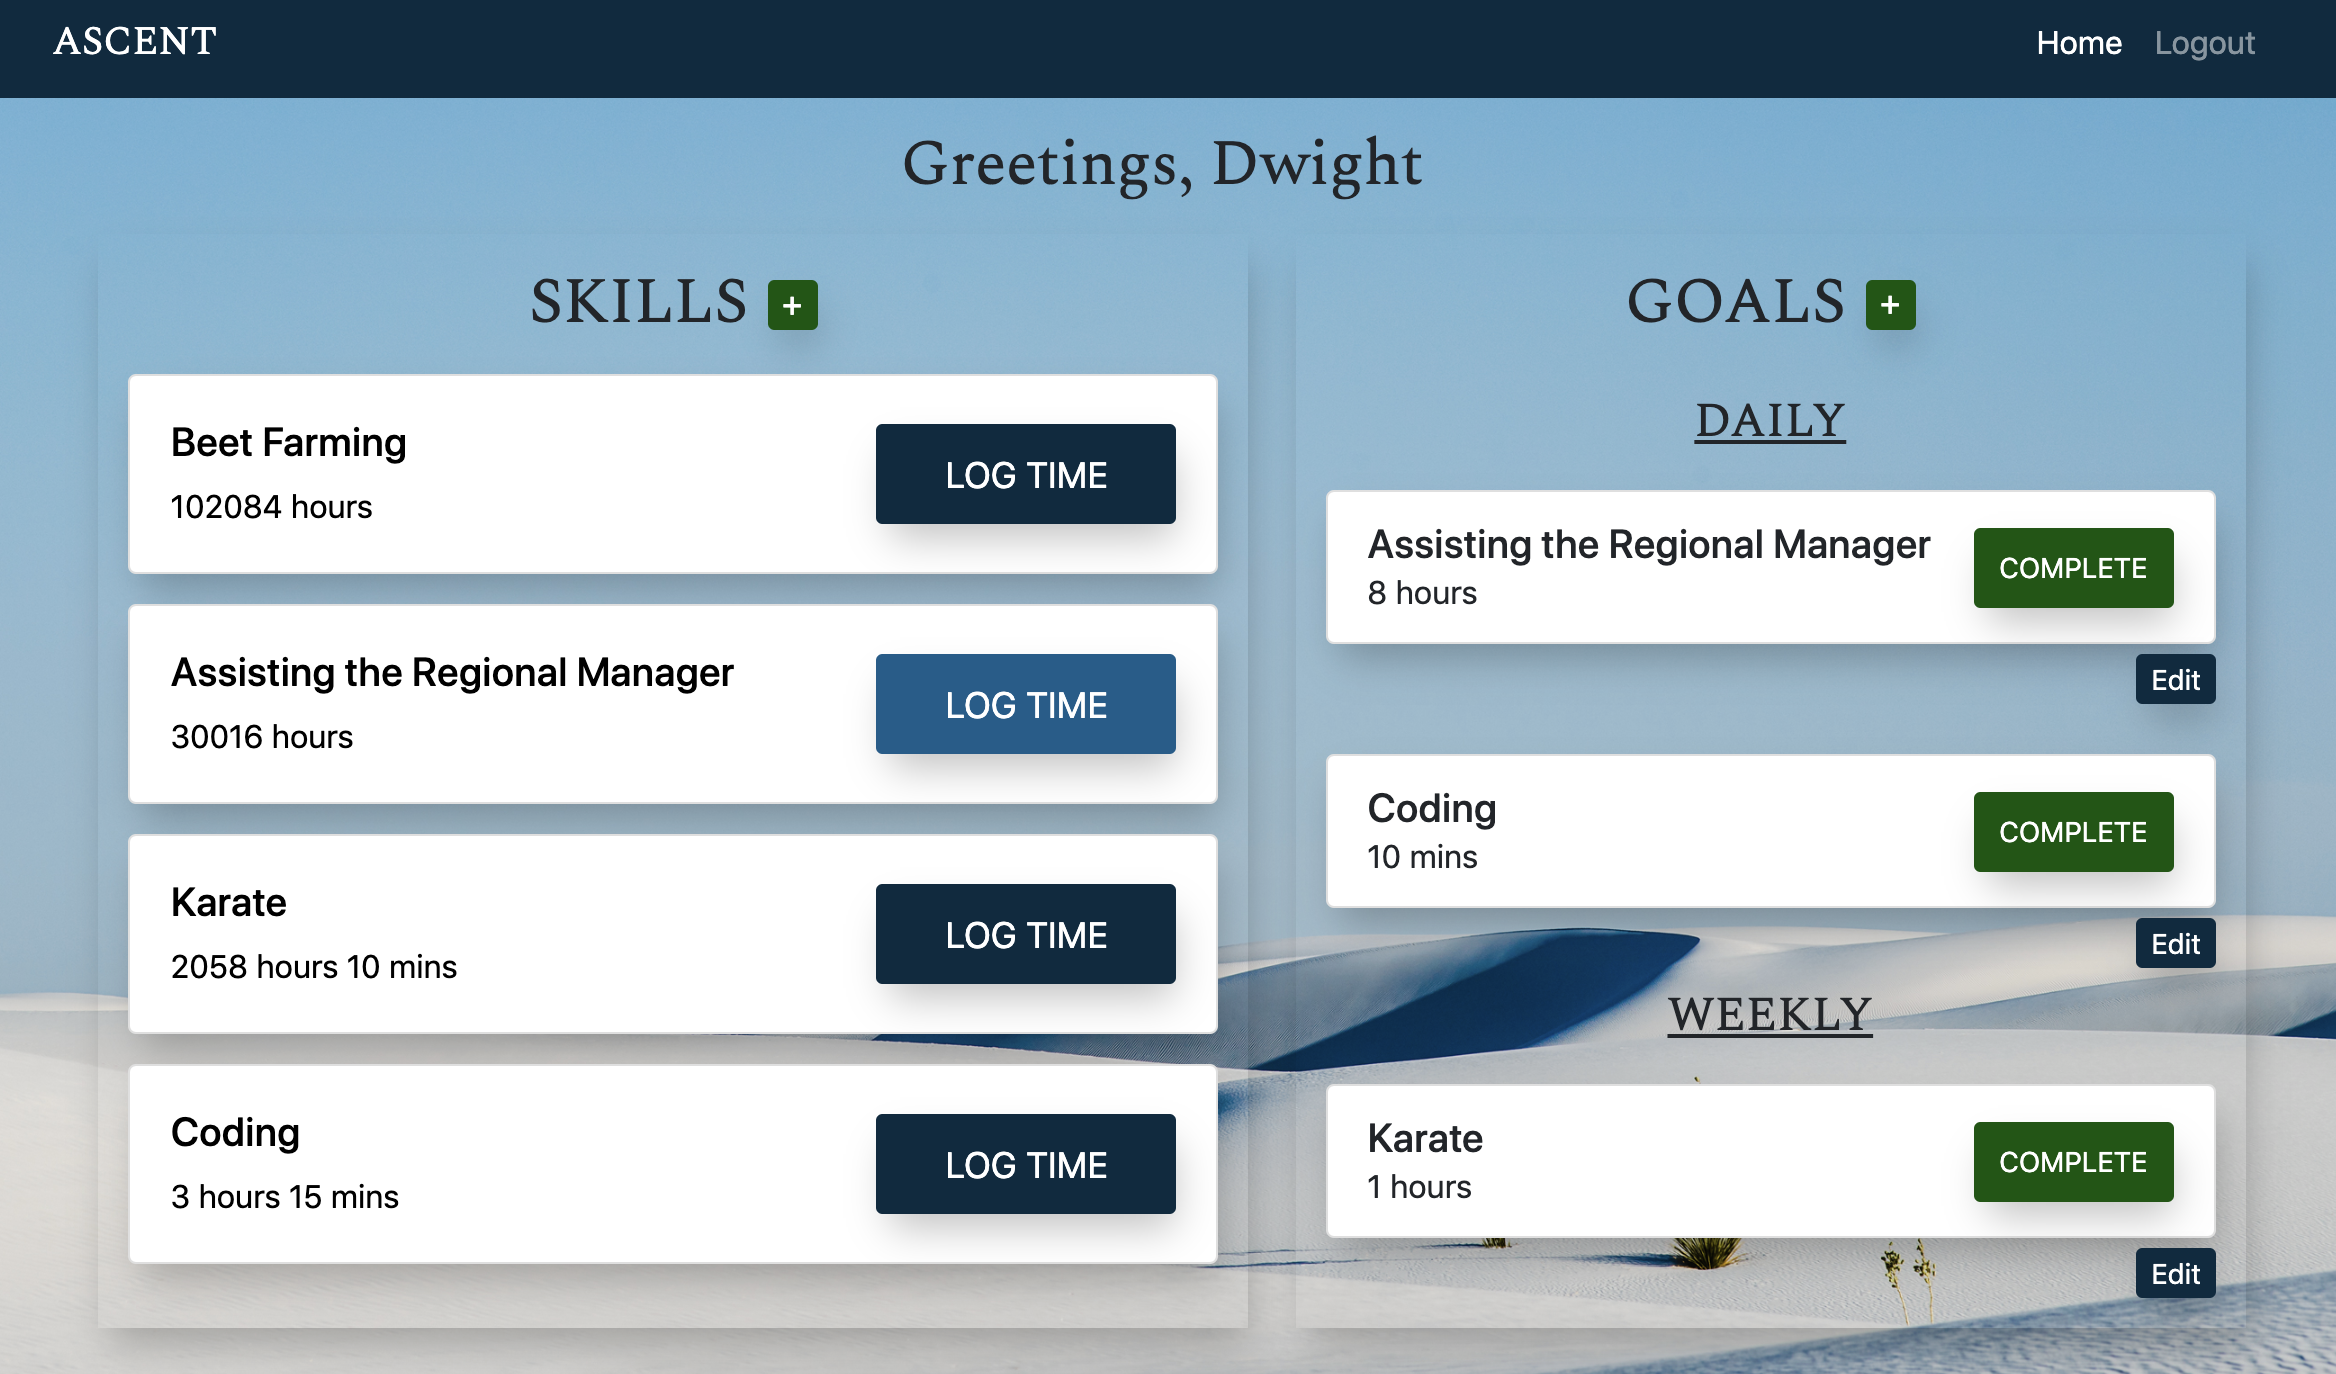 ASCENT
Home
Logout
Greetings, Dwight
SKILLS +
Beet Farming
102084 hours
LOG TIME
Assisting the Regional Manager
30016 hours
LOG TIME
Karate
2058 hours 10 mins
LOG TIME
Coding
3 hours 15 mins
LOG TIME
GOALS +
DAILY
Assisting the Regional Manager
8 hours
COMPLETE
Edit
Coding
10 mins
COMPLETE
Edit
WEEKLY
Karate
1 hours
COMPLETE
Edit